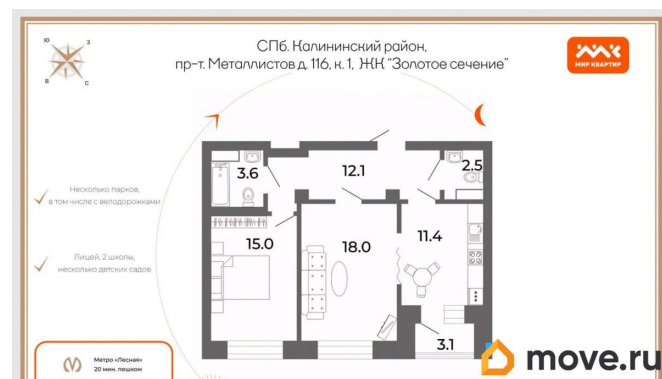 Ю
З
В
С
СПб. Калининский район,
пр-т. Металлистов д. 116, к. 1, ЖК "Золотое сечение"
МИР КВАРТИР
3.6
12.1
2.5
15.0
18.0
11.4
3.1
Несколько парков,
в том числе с велодорожками
Лицей, 2 школы,
несколько детских садов
Метро «Лесная»
20 мин. пешком
move.ru